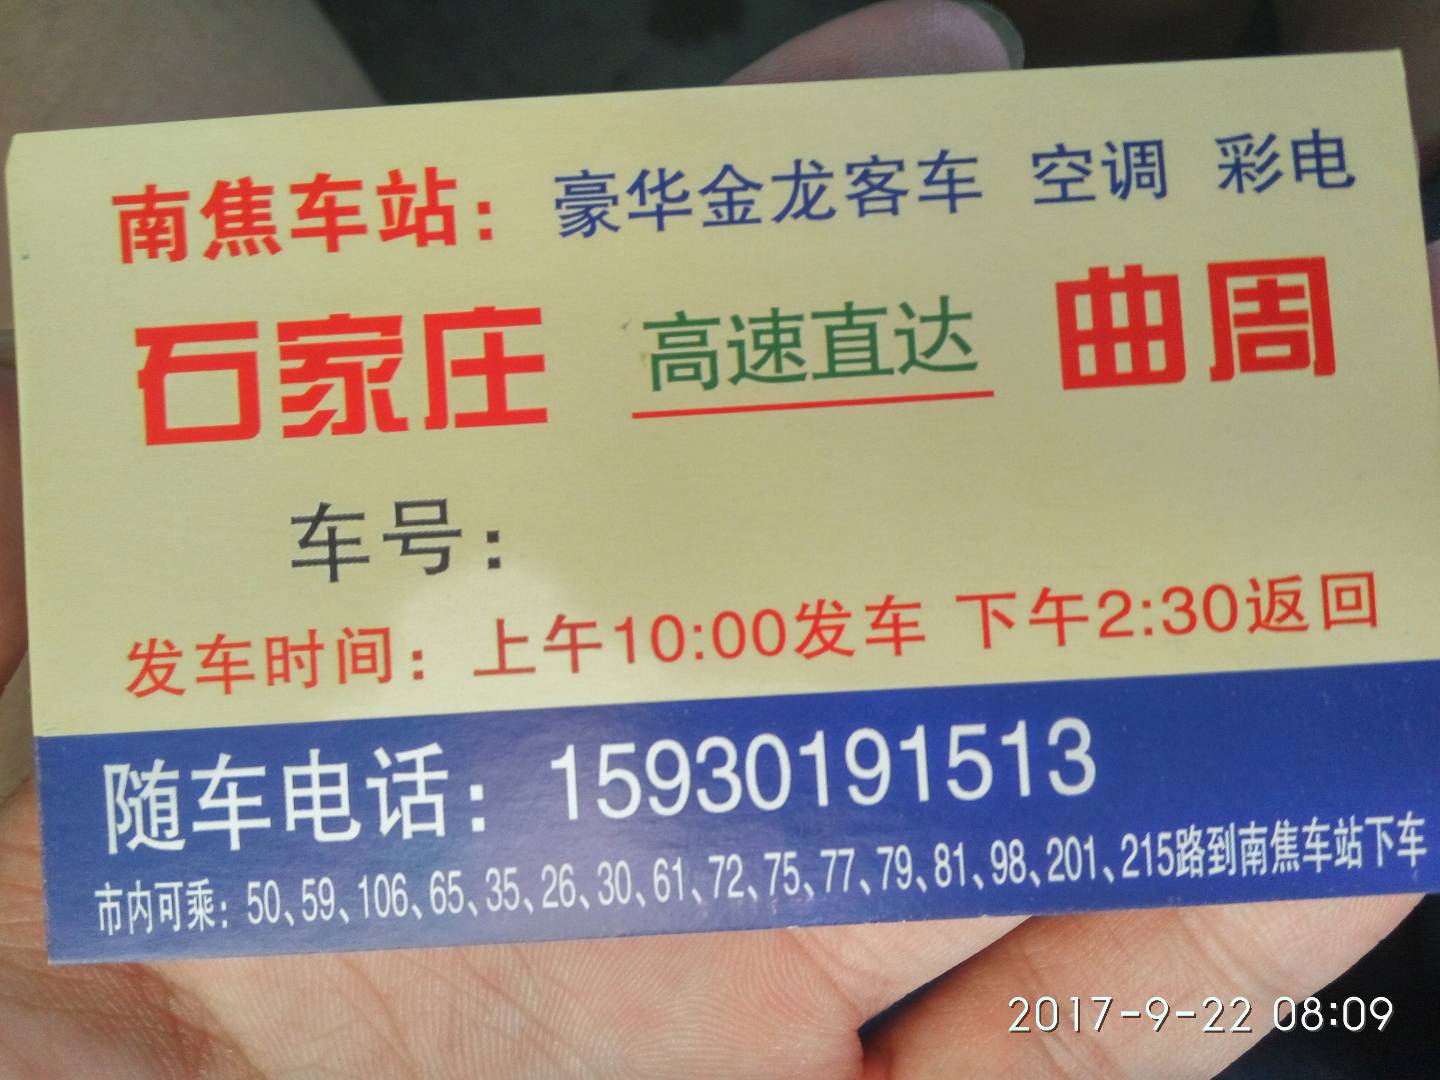 南焦车站：豪华金龙客车 空调 彩电
石家庄 高速直达 曲周
车号：
发车时间：上午10:00发车 下午2:30返回
随车电话：15930191513
市内可乘：50、59、106、65、35、26、30、61、72、75、77、79、81、98、201、215路到南焦车站下车
2017-9-22 08:09